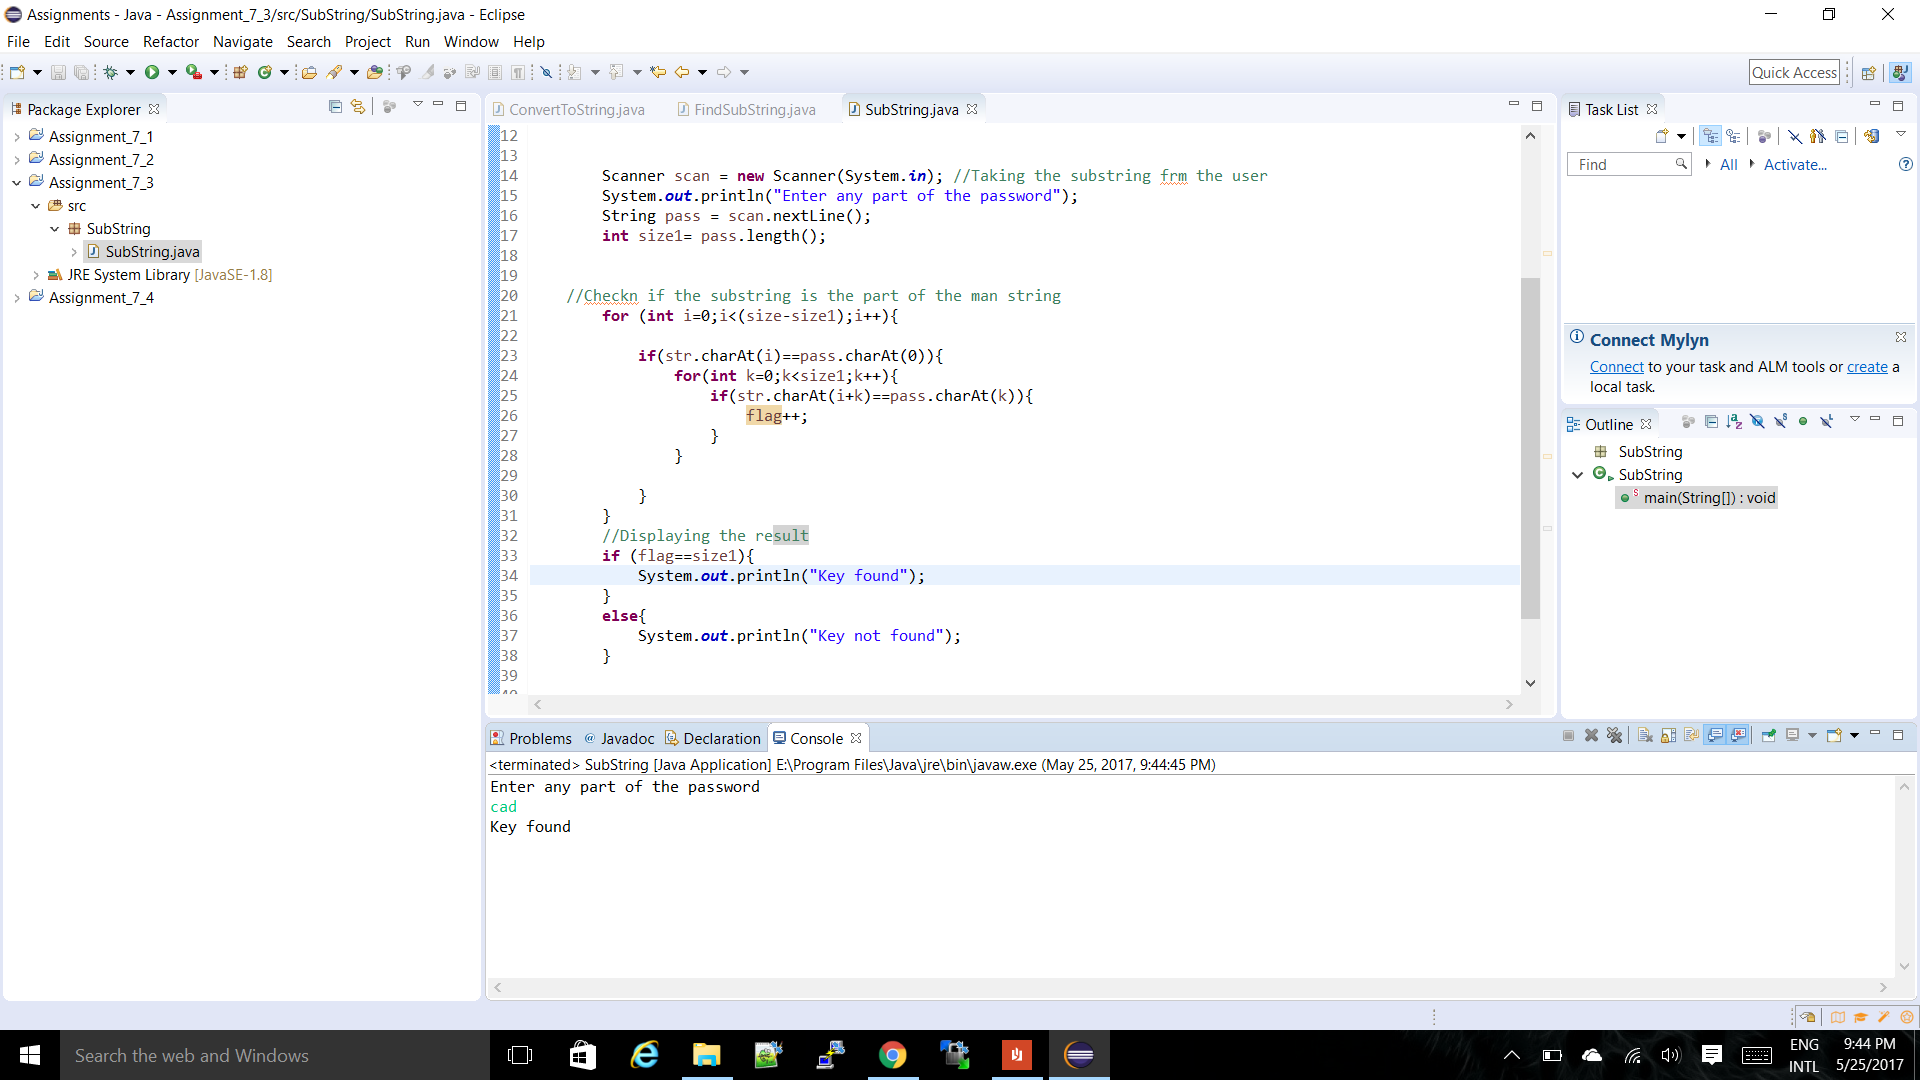 Assignments - Java - Assignment_7_3/src/SubString/SubString.java - Eclipse
File Edit Source Refactor Navigate Search Project Run Window Help
Quick Access
Package Explorer
Assignment_7_1
Assignment_7_2
Assignment_7_3
src
SubString
SubString.java
JRE System Library [JavaSE-1.8]
Assignment_7_4
ConvertToString.java FindSubString.java SubString.java
12
13
14 Scanner scan = new Scanner(System.in); //Taking the substring frm the user
15 System.out.println("Enter any part of the password");
16 String pass = scan.nextLine();
17 int size1= pass.length();
18
19
20 //Checkn if the substring is the part of the man string
21 for (int i=0;i<(size-size1);i++){
22
23 if(str.charAt(i)==pass.charAt(0)){
24 for(int k=0;k<size1;k++){
25 if(str.charAt(i+k)==pass.charAt(k)){
26 flag++;
27 }
28 }
29
30 }
31 }
32 //Displaying the result
33 if (flag==size1){
34 System.out.println("Key found");
35 }
36 else{
37 System.out.println("Key not found");
38 }
39
Task List
Find All Activate...
Connect Mylyn
Connect to your task and ALM tools or create a
local task.
Outline
SubString
SubString
main(String[]) : void
Problems Javadoc Declaration Console
<terminated> SubString [Java Application] E:\Program Files\Java\jre\bin\javaw.exe (May 25, 2017, 9:44:45 PM)
Enter any part of the password
cad
Key found
Search the web and Windows
ENG
INTL
9:44 PM
5/25/2017